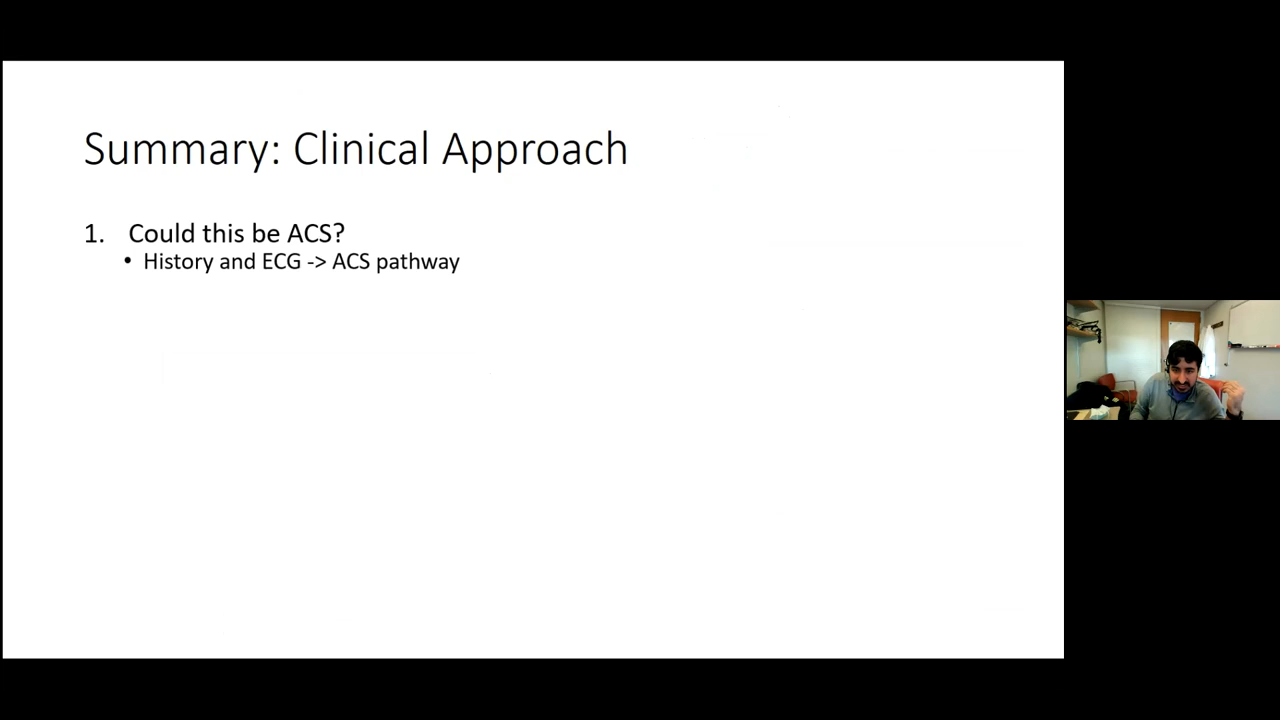 Summary: Clinical Approach
1. Could this be ACS?
• History and ECG -> ACS pathway